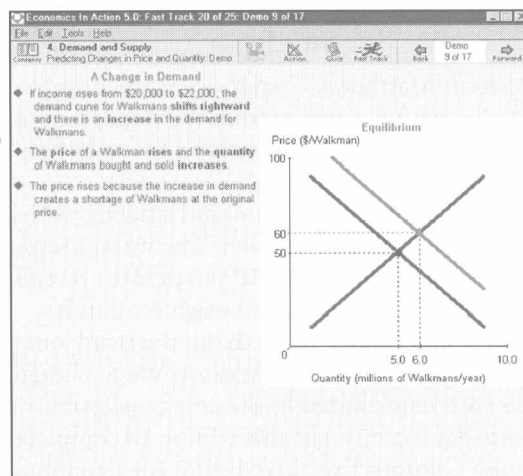 Economics In Action 5.0: Fast Track 20 of 25: Demo 9 of 17
File Edit Tools Help
Contents
4. Demand and Supply
Predicting Changes in Price and Quantity: Demo
Action
Quiz
Fast Track
Back
Demo
9 of 17
Forward
A Change in Demand
◆ If income rises from $20,000 to $22,000, the
demand curve for Walkmans shifts rightward
and there is an increase in the demand for
Walkmans.
◆ The price of a Walkman rises and the quantity
of Walkmans bought and sold increases.
◆ The price rises because the increase in demand
creates a shortage of Walkmans at the original
price.
Equilibrium
Price ($/Walkman)
100
60
50
0
5.0 6.0 10.0
Quantity (millions of Walkmans/year)